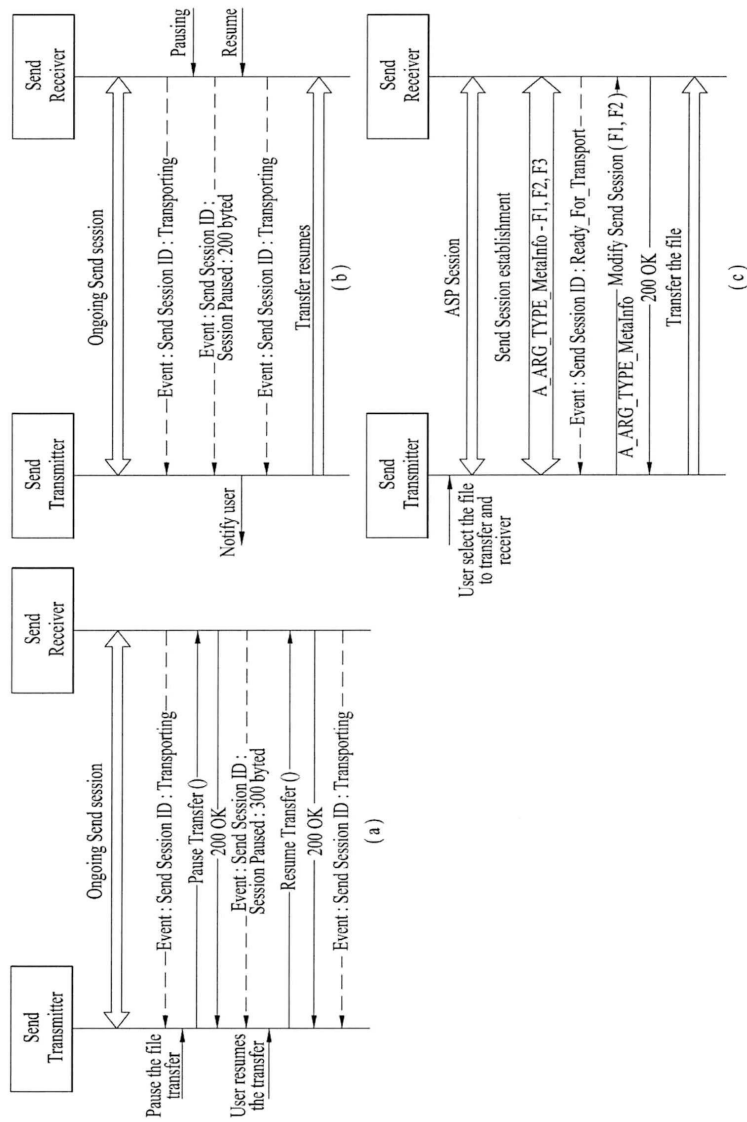 Send
Transmitter
Send
Receiver
Ongoing Send session
Event : Send Session ID : Transporting
Pause the file
transfer
Pause Transfer ()
200 OK
Event : Send Session ID :
Session Paused : 300 byted
User resumes
the transfer
Resume Transfer ()
200 OK
Event : Send Session ID : Transporting
( a )
Send
Transmitter
Send
Receiver
Ongoing Send session
Event : Send Session ID : Transporting
Pausing
Event : Send Session ID :
Session Paused : 200 byted
Notify user
Resume
Event : Send Session ID : Transporting
Transfer resumes
( b )
Send
Transmitter
Send
Receiver
User select the file
to transfer and
receiver
ASP Session
Send Session establishment
A_ARG_TYPE_MetaInfo - F1, F2, F3
Event : Send Session ID : Ready_For_Transport
Modify Send Session ( F1, F2 )
A_ARG_TYPE_MetaInfo
200 OK
Transfer the file
( c )